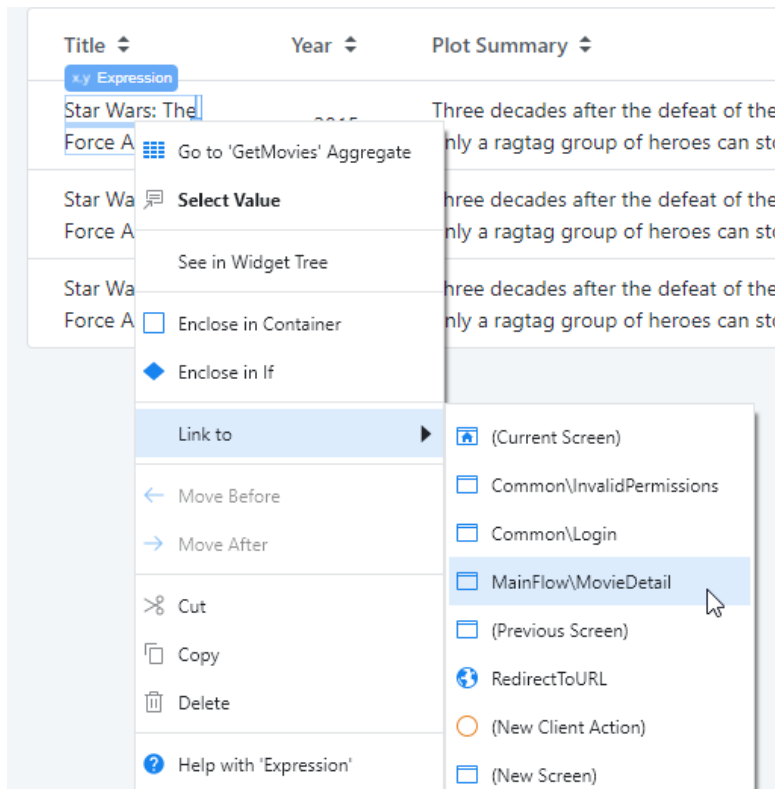 Title Year Plot Summary
x.y Expression
Star Wars: The Three decades after the defeat of the
Force A nly a ragtag group of heroes can sto
Star Wa hree decades after the defeat of the
Force A nly a ragtag group of heroes can sto
Star Wa hree decades after the defeat of the
Force A nly a ragtag group of heroes can sto
Go to 'GetMovies' Aggregate
Select Value
See in Widget Tree
Enclose in Container
Enclose in If
Link to
Move Before
Move After
Cut
Copy
Delete
Help with 'Expression'
(Current Screen)
Common\InvalidPermissions
Common\Login
MainFlow\MovieDetail
(Previous Screen)
RedirectToURL
(New Client Action)
(New Screen)